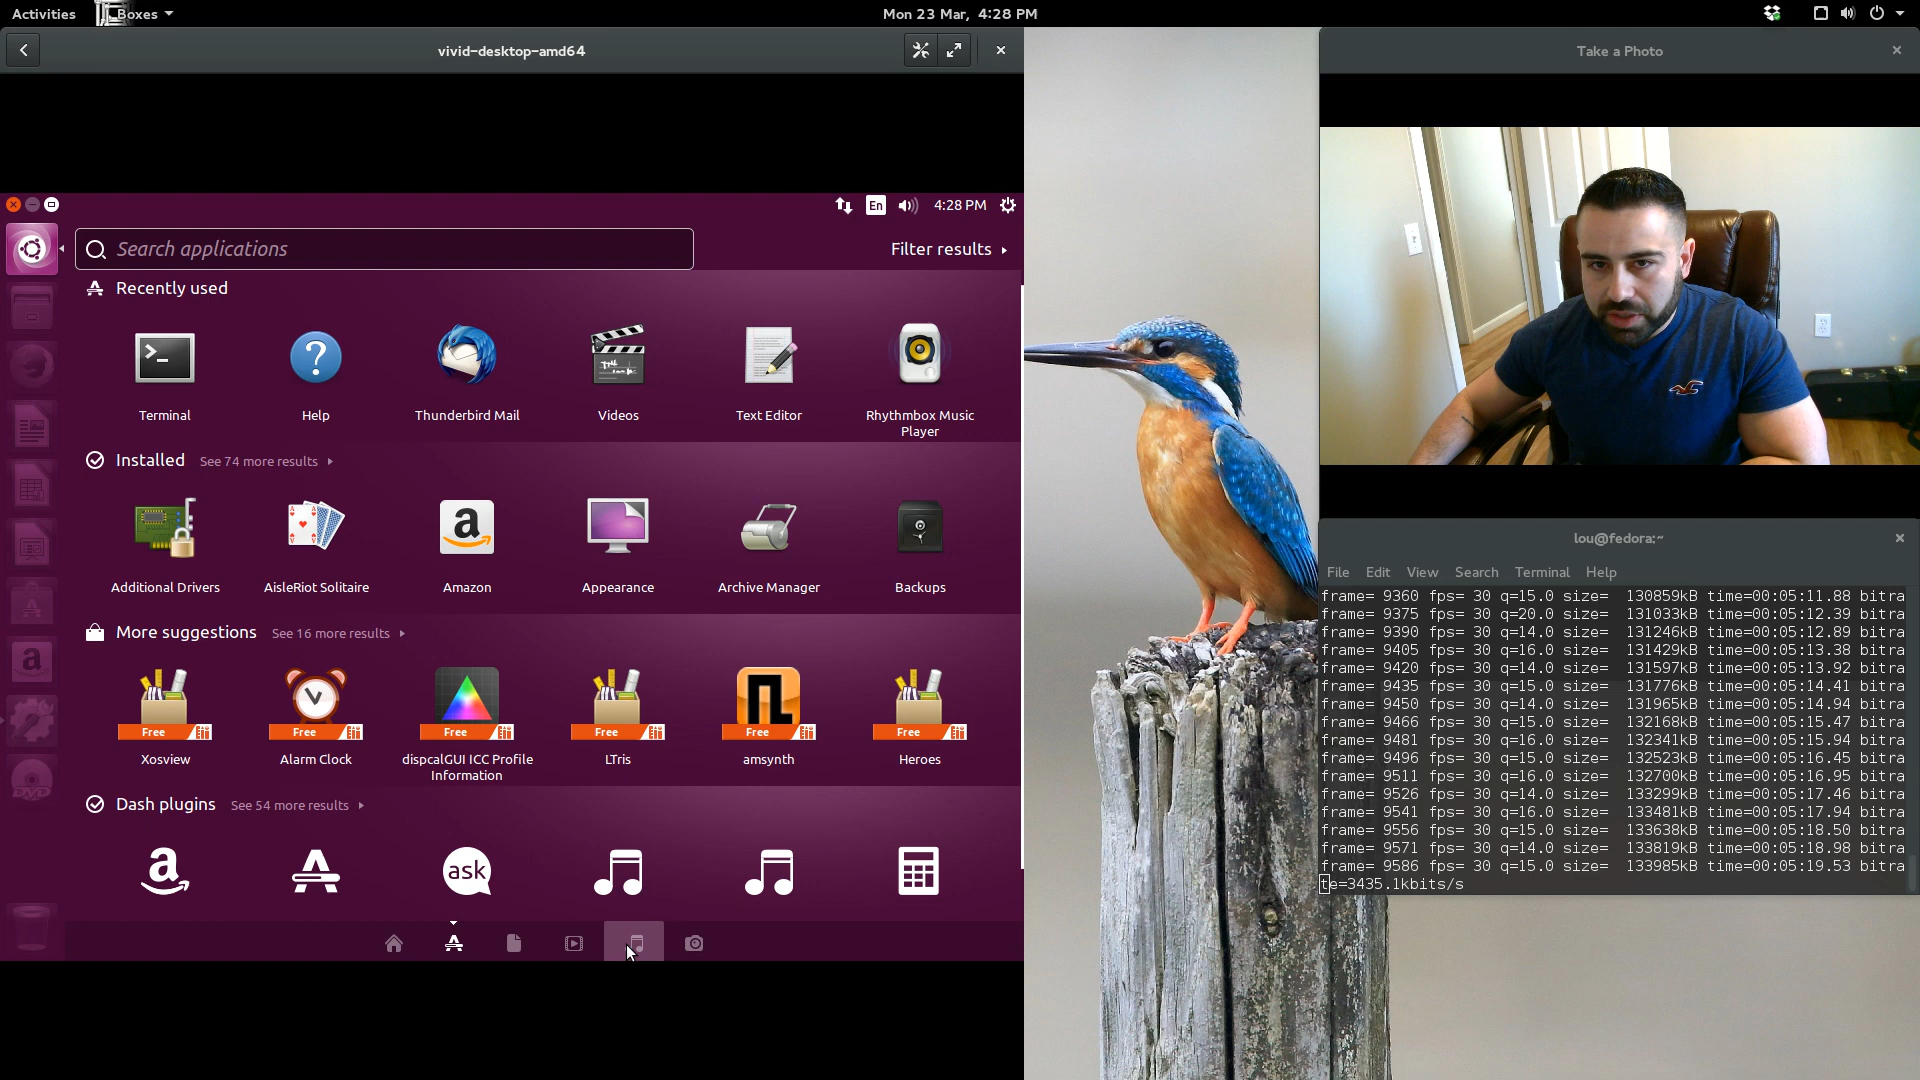 Activities
Boxes
Mon 23 Mar, 4:28 PM
vivid-desktop-amd64
Take a Photo
En
4:28 PM
Search applications
Filter results
Recently used
Terminal
Help
Thunderbird Mail
Videos
Text Editor
Rhythmbox Music
Player
Installed
See 74 more results
Additional Drivers
AisleRiot Solitaire
Amazon
Appearance
Archive Manager
Backups
More suggestions
See 16 more results
Free
Free
Free
Free
Free
Free
Xosview
Alarm Clock
dispcalGUI ICC Profile
Information
LTris
amsynth
Heroes
Dash plugins
See 54 more results
ask
lou@fedora:~
File Edit View Search Terminal Help
frame= 9360 fps= 30 q=15.0 size=  130859kB time=00:05:11.88 bitra
frame= 9375 fps= 30 q=20.0 size=  131033kB time=00:05:12.39 bitra
frame= 9390 fps= 30 q=14.0 size=  131246kB time=00:05:12.89 bitra
frame= 9405 fps= 30 q=16.0 size=  131429kB time=00:05:13.38 bitra
frame= 9420 fps= 30 q=14.0 size=  131597kB time=00:05:13.92 bitra
frame= 9435 fps= 30 q=15.0 size=  131776kB time=00:05:14.41 bitra
frame= 9450 fps= 30 q=14.0 size=  131965kB time=00:05:14.94 bitra
frame= 9466 fps= 30 q=15.0 size=  132168kB time=00:05:15.47 bitra
frame= 9481 fps= 30 q=16.0 size=  132341kB time=00:05:15.94 bitra
frame= 9496 fps= 30 q=15.0 size=  132523kB time=00:05:16.45 bitra
frame= 9511 fps= 30 q=16.0 size=  132700kB time=00:05:16.95 bitra
frame= 9526 fps= 30 q=14.0 size=  133299kB time=00:05:17.46 bitra
frame= 9541 fps= 30 q=16.0 size=  133481kB time=00:05:17.94 bitra
frame= 9556 fps= 30 q=15.0 size=  133638kB time=00:05:18.50 bitra
frame= 9571 fps= 30 q=14.0 size=  133819kB time=00:05:18.98 bitra
frame= 9586 fps= 30 q=15.0 size=  133985kB time=00:05:19.53 bitra
te=3435.1kbits/s